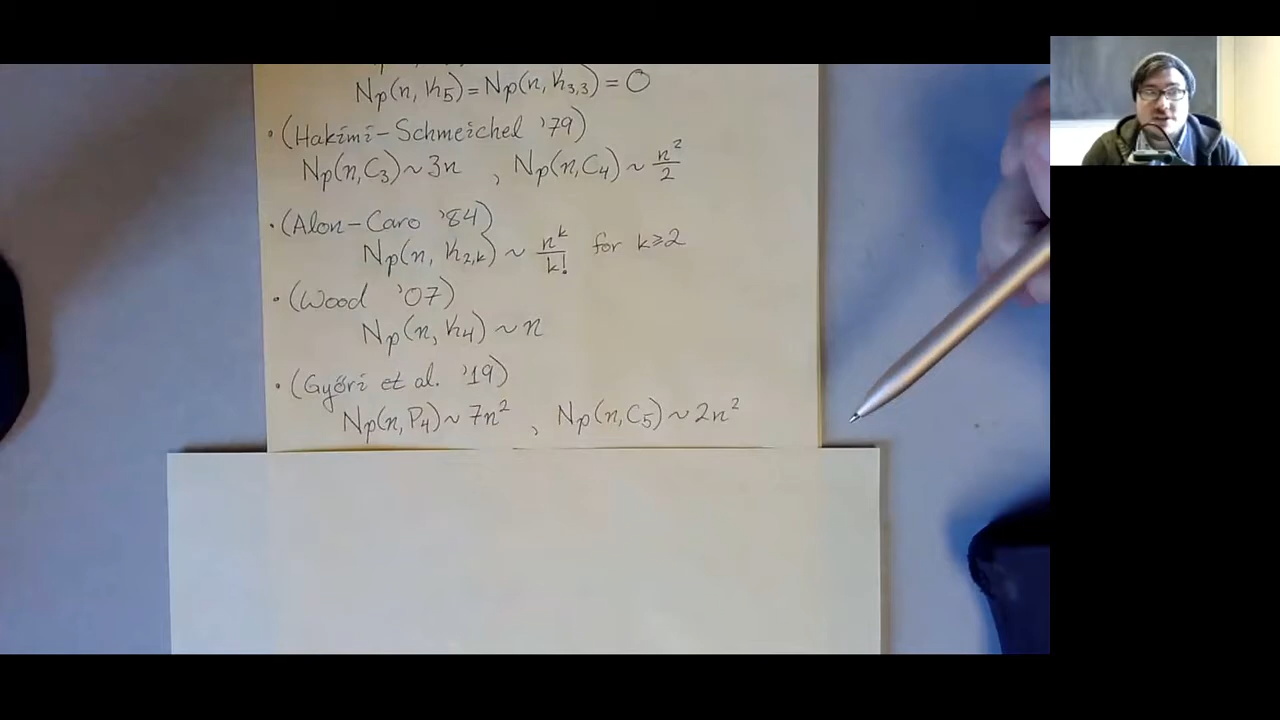 Np(n, K5) = Np(n, K3,3) = 0
• (Hakimi-Schmeichel '79)
Np(n, C3) ~ 3n , Np(n, C4) ~ n²/2
• (Alon-Caro '84)
Np(n, K2,k) ~ n^k/k! for k≥2
• (Wood '07)
Np(n, K4) ~ n
• (Győri et al. '19)
Np(n, P4) ~ 7n² , Np(n, C5) ~ 2n²